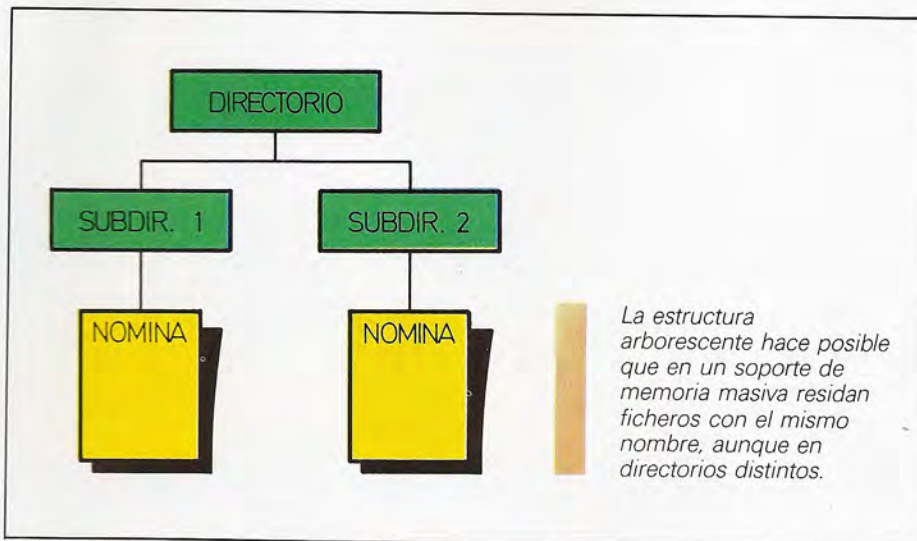 DIRECTORIO
SUBDIR. 1
SUBDIR. 2
NOMINA
NOMINA
La estructura
arborescente hace posible
que en un soporte de
memoria masiva residan
ficheros con el mismo
nombre, aunque en
directorios distintos.